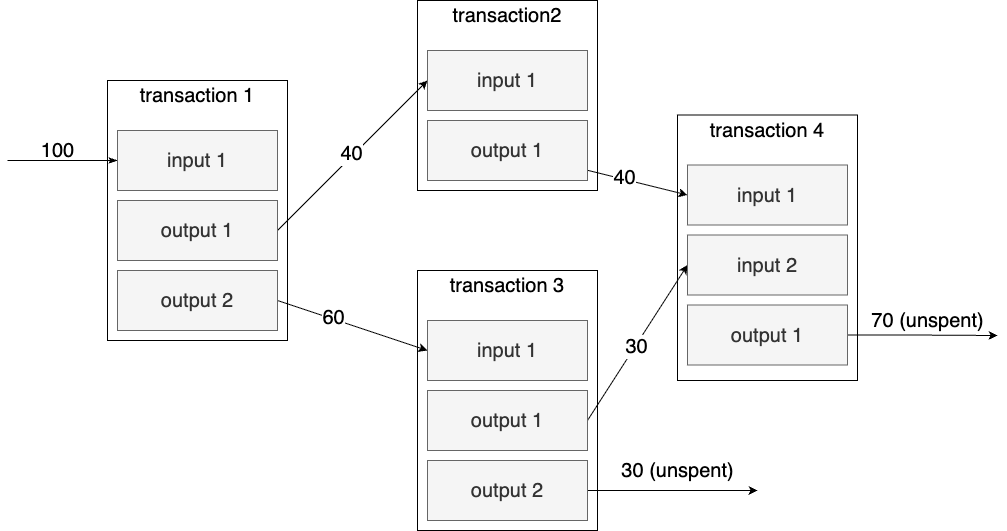 transaction 1
100
input 1
output 1
output 2
40
60
transaction2
input 1
output 1
40
transaction 3
input 1
output 1
output 2
30
30 (unspent)
transaction 4
input 1
input 2
output 1
70 (unspent)